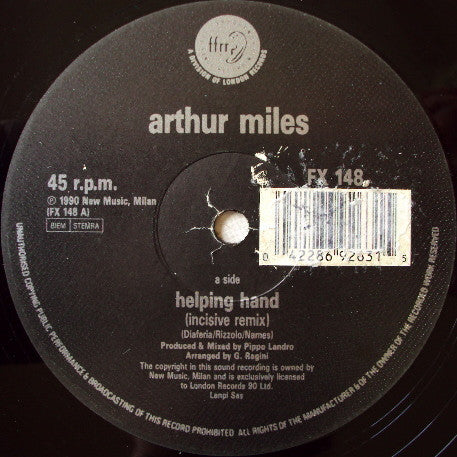 ffrr
A DIVISION OF LONDON RECORDS
arthur miles
45 r.p.m.
FX 148
℗ 1990 New Music, Milan
(FX 148 A)
BIEM STEMRA
0 42286 92631 5
a side
helping hand
(incisive remix)
(Diaferia/Rizzolo/Names)
Produced & Mixed by Pippo Landro
Arranged by G. Ragini
The copyright in this sound recording is owned by
New Music, Milan and is exclusively licensed
to London Records 90 Ltd.
Lenpi Sas
UNAUTHORISED COPYING PUBLIC PERFORMANCE & BROADCASTING OF THIS RECORD PROHIBITED ALL RIGHTS OF THE MANUFACTURER & OF THE OWNER OF THE RECORDED WORK RESERVED